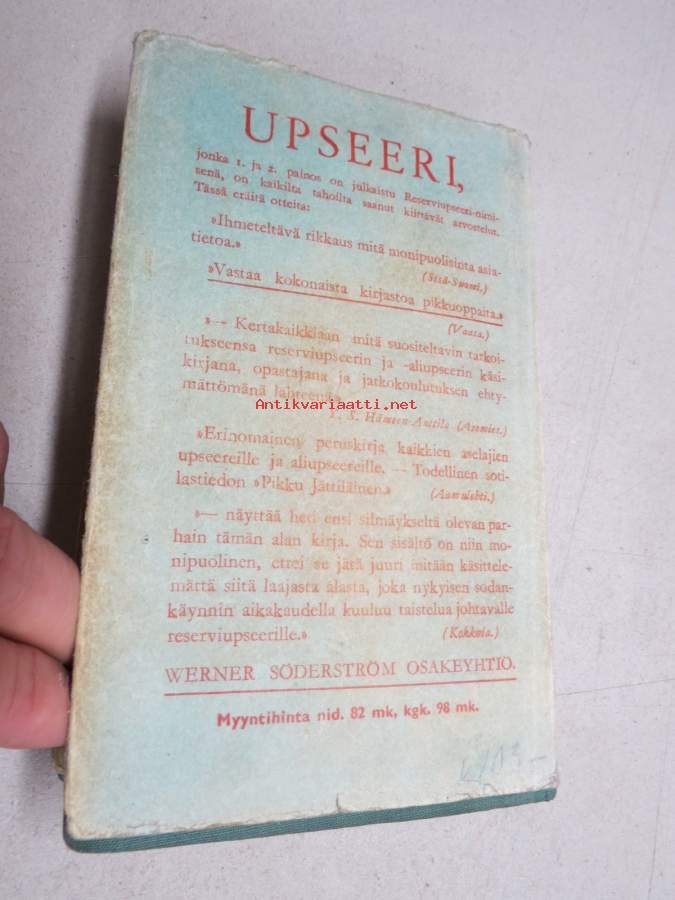 UPSEERI,
jonka 1. ja 2. painos on julkaistu Reserviupseeri-nimi-
senä, on kaikilta tahoilta saanut kiittävät arvostelut.
Tässä eräitä otteita:
»Ihmeteltävä rikkaus mitä monipuolisinta asia-
tietoa.»
(Sisä-Suomi.)
»Vastaa kokonaista kirjastoa pikkuoppaita.»
(Vaasa.)
»— Kertakaikkiaan mitä suositeltavin tarkoi-
tukseensa reserviupseerin ja -aliupseerin käsi-
kirjana, opastajana ja jatkokoulutuksen ehty-
mättömänä lähteenä.»
Antikvariaatti.net
S. Hämeen-Anttila (Asemies.)
»Erinomainen peruskirja kaikkien aselajien
upseereille ja aliupseereille. — Todellinen soti-
lastiedon »Pikku Jättiläinen.»
(Aamulehti.)
»— näyttää heti ensi silmäykseltä olevan par-
hain tämän alan kirja. Sen sisältö on niin mo-
nipuolinen, ettei se jätä juuri mitään käsittele-
mättä siitä laajasta alasta, joka nykyisen sodan-
käynnin aikakaudella kuuluu taistelua johtavalle
reserviupseerille.»
(Kokkola.)
WERNER SÖDERSTRÖM OSAKEYHTIÖ.
Myyntihinta nid. 82 mk, kgk. 98 mk.